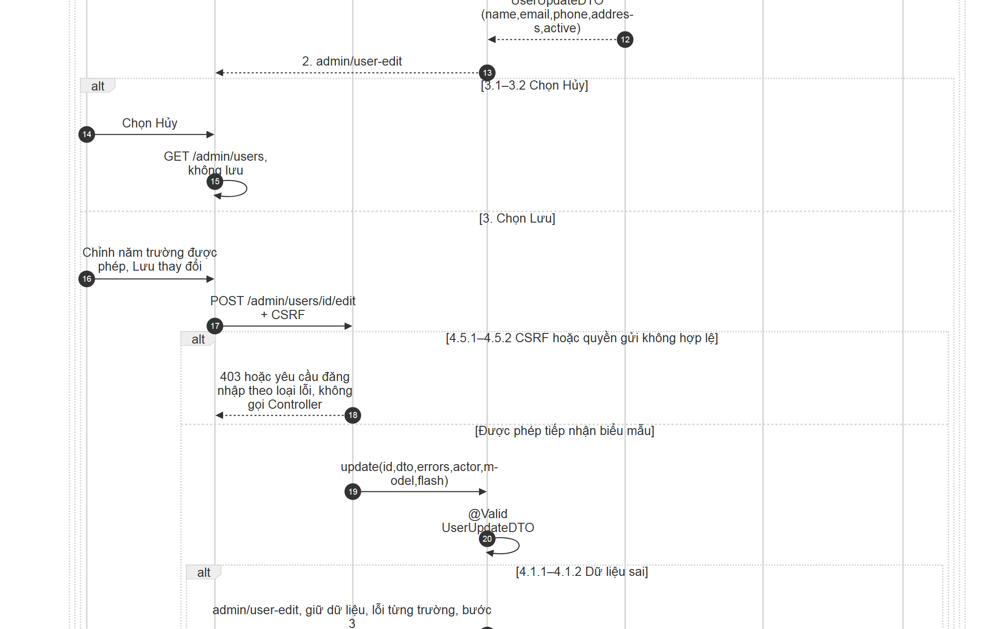 UserUpdateDTO
(name,email,phone,addres-
s,active)
12
2. admin/user-edit
13
alt
[3.1–3.2 Chọn Hủy]
Chọn Hủy
14
GET /admin/users,
không lưu
15
[3. Chọn Lưu]
Chỉnh năm trường được
phép, Lưu thay đổi
16
POST /admin/users/id/edit
+ CSRF
17
alt
[4.5.1–4.5.2 CSRF hoặc quyền gửi không hợp lệ]
403 hoặc yêu cầu đăng
nhập theo loại lỗi, không
gọi Controller
18
[Được phép tiếp nhận biểu mẫu]
update(id,dto,errors,actor,m-
odel,flash)
19
@Valid
UserUpdateDTO
20
alt
[4.1.1–4.1.2 Dữ liệu sai]
admin/user-edit, giữ dữ liệu, lỗi từng trường, bước
3